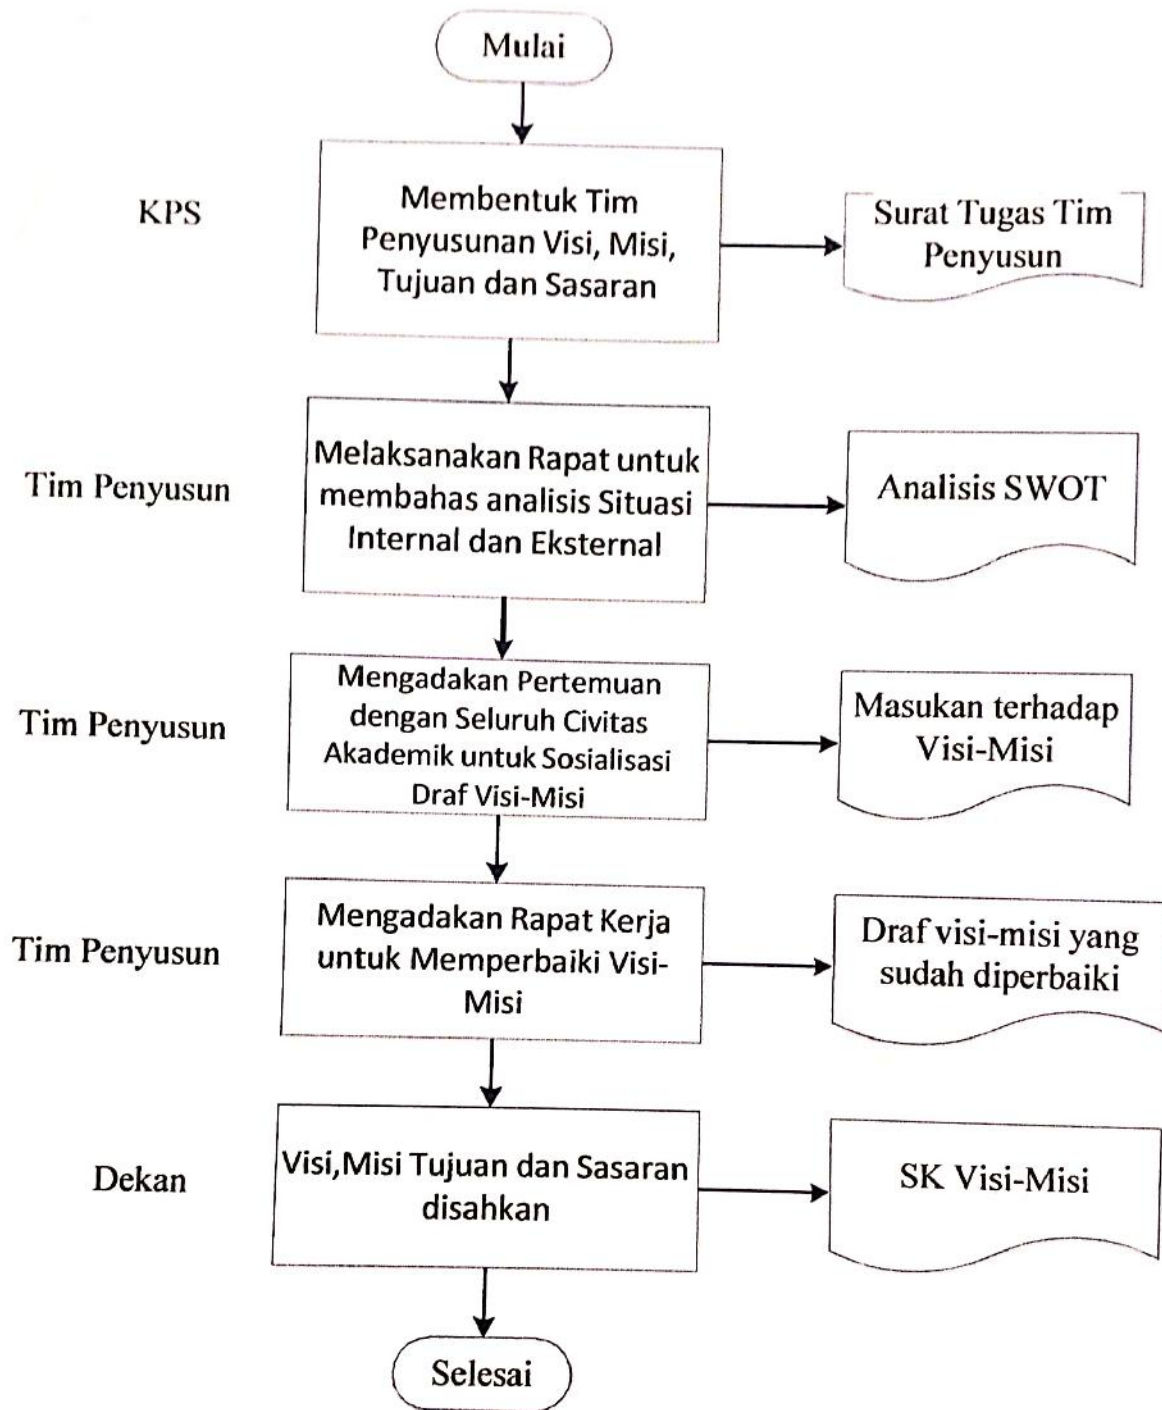 Mulai
KPS
Membentuk Tim
Penyusunan Visi, Misi,
Tujuan dan Sasaran
Surat Tugas Tim
Penyusun
Tim Penyusun
Melaksanakan Rapat untuk
membahas analisis Situasi
Internal dan Eksternal
Analisis SWOT
Tim Penyusun
Mengadakan Pertemuan
dengan Seluruh Civitas
Akademik untuk Sosialisasi
Draf Visi-Misi
Masukan terhadap
Visi-Misi
Tim Penyusun
Mengadakan Rapat Kerja
untuk Memperbaiki Visi-
Misi
Draf visi-misi yang
sudah diperbaiki
Dekan
Visi,Misi Tujuan dan Sasaran
disahkan
SK Visi-Misi
Selesai